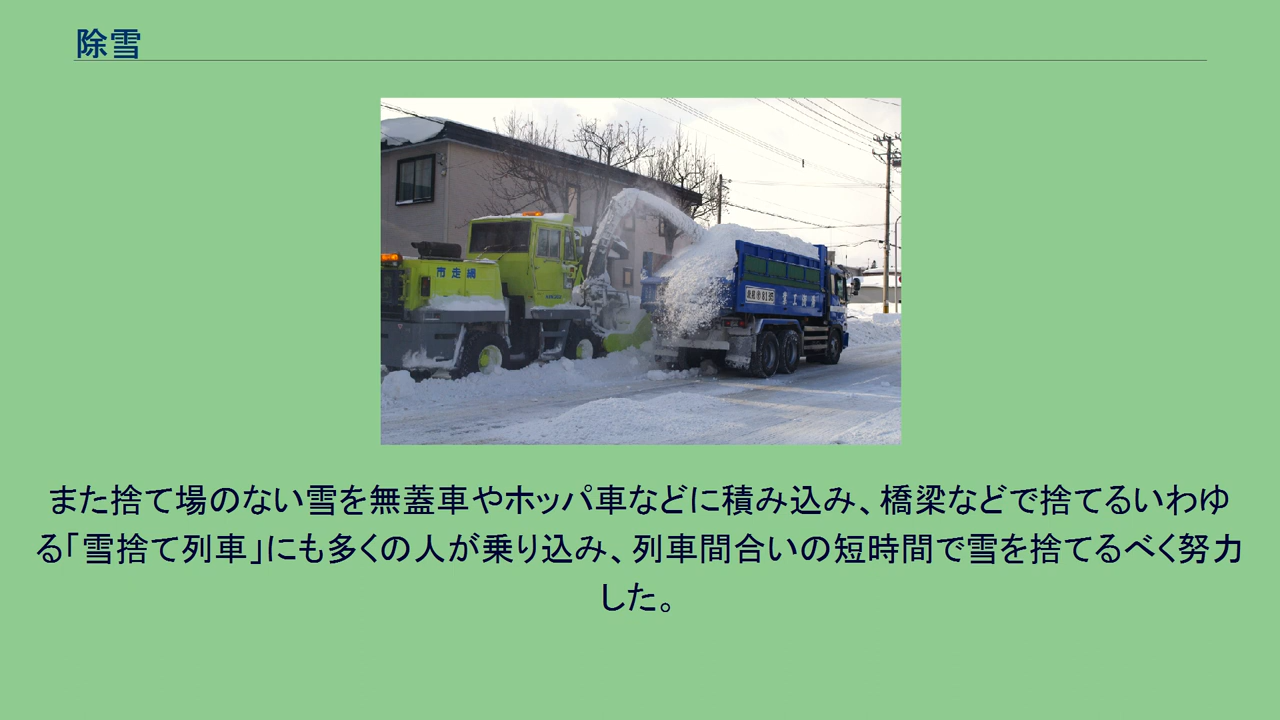 除雪
市走網
また捨て場のない雪を無蓋車やホッパ車などに積み込み、橋梁などで捨てるいわゆ
る「雪捨て列車」にも多くの人が乗り込み、列車間合いの短時間で雪を捨てるべく努力
した。